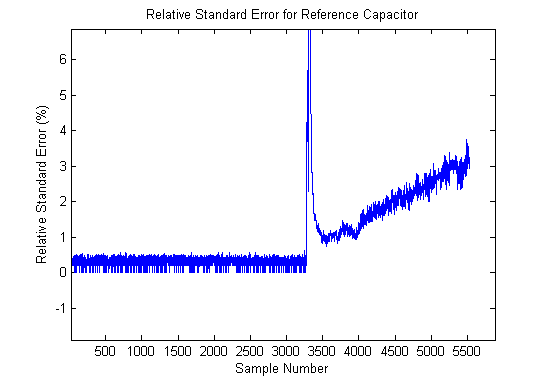 Relative Standard Error for Reference Capacitor
Relative Standard Error (%)
6
5
4
3
2
1
0
-1
500 1000 1500 2000 2500 3000 3500 4000 4500 5000 5500
Sample Number